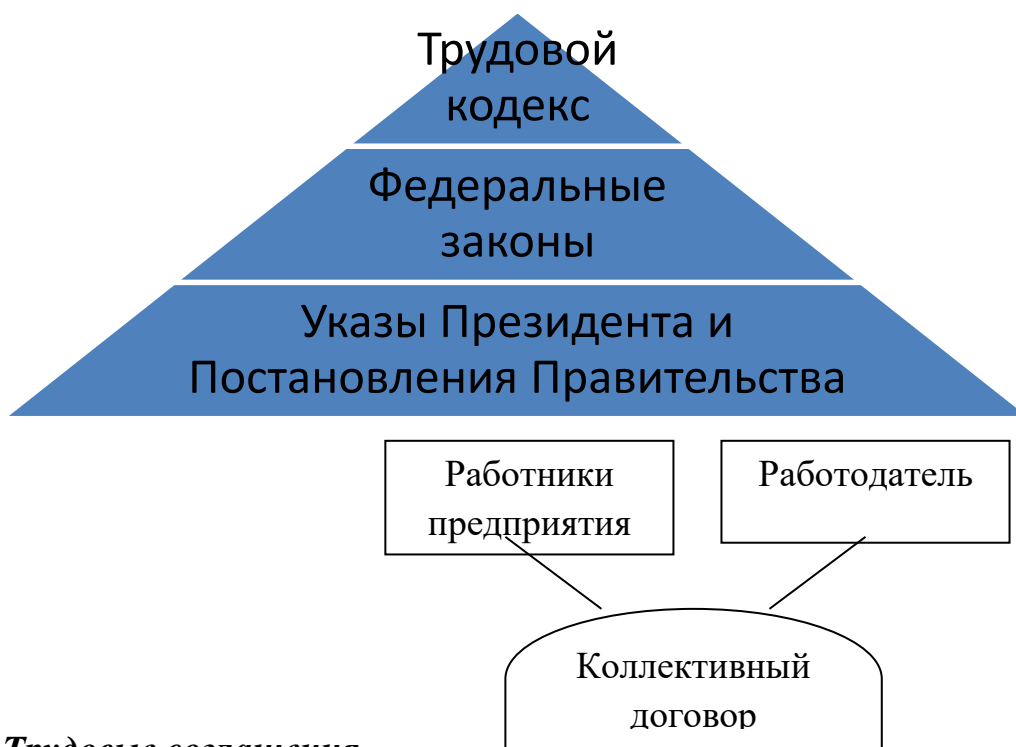 Трудовой
кодекс
Федеральные
законы
Указы Президента и
Постановления Правительства
Работники
предприятия
Работодатель
Коллективный
договор